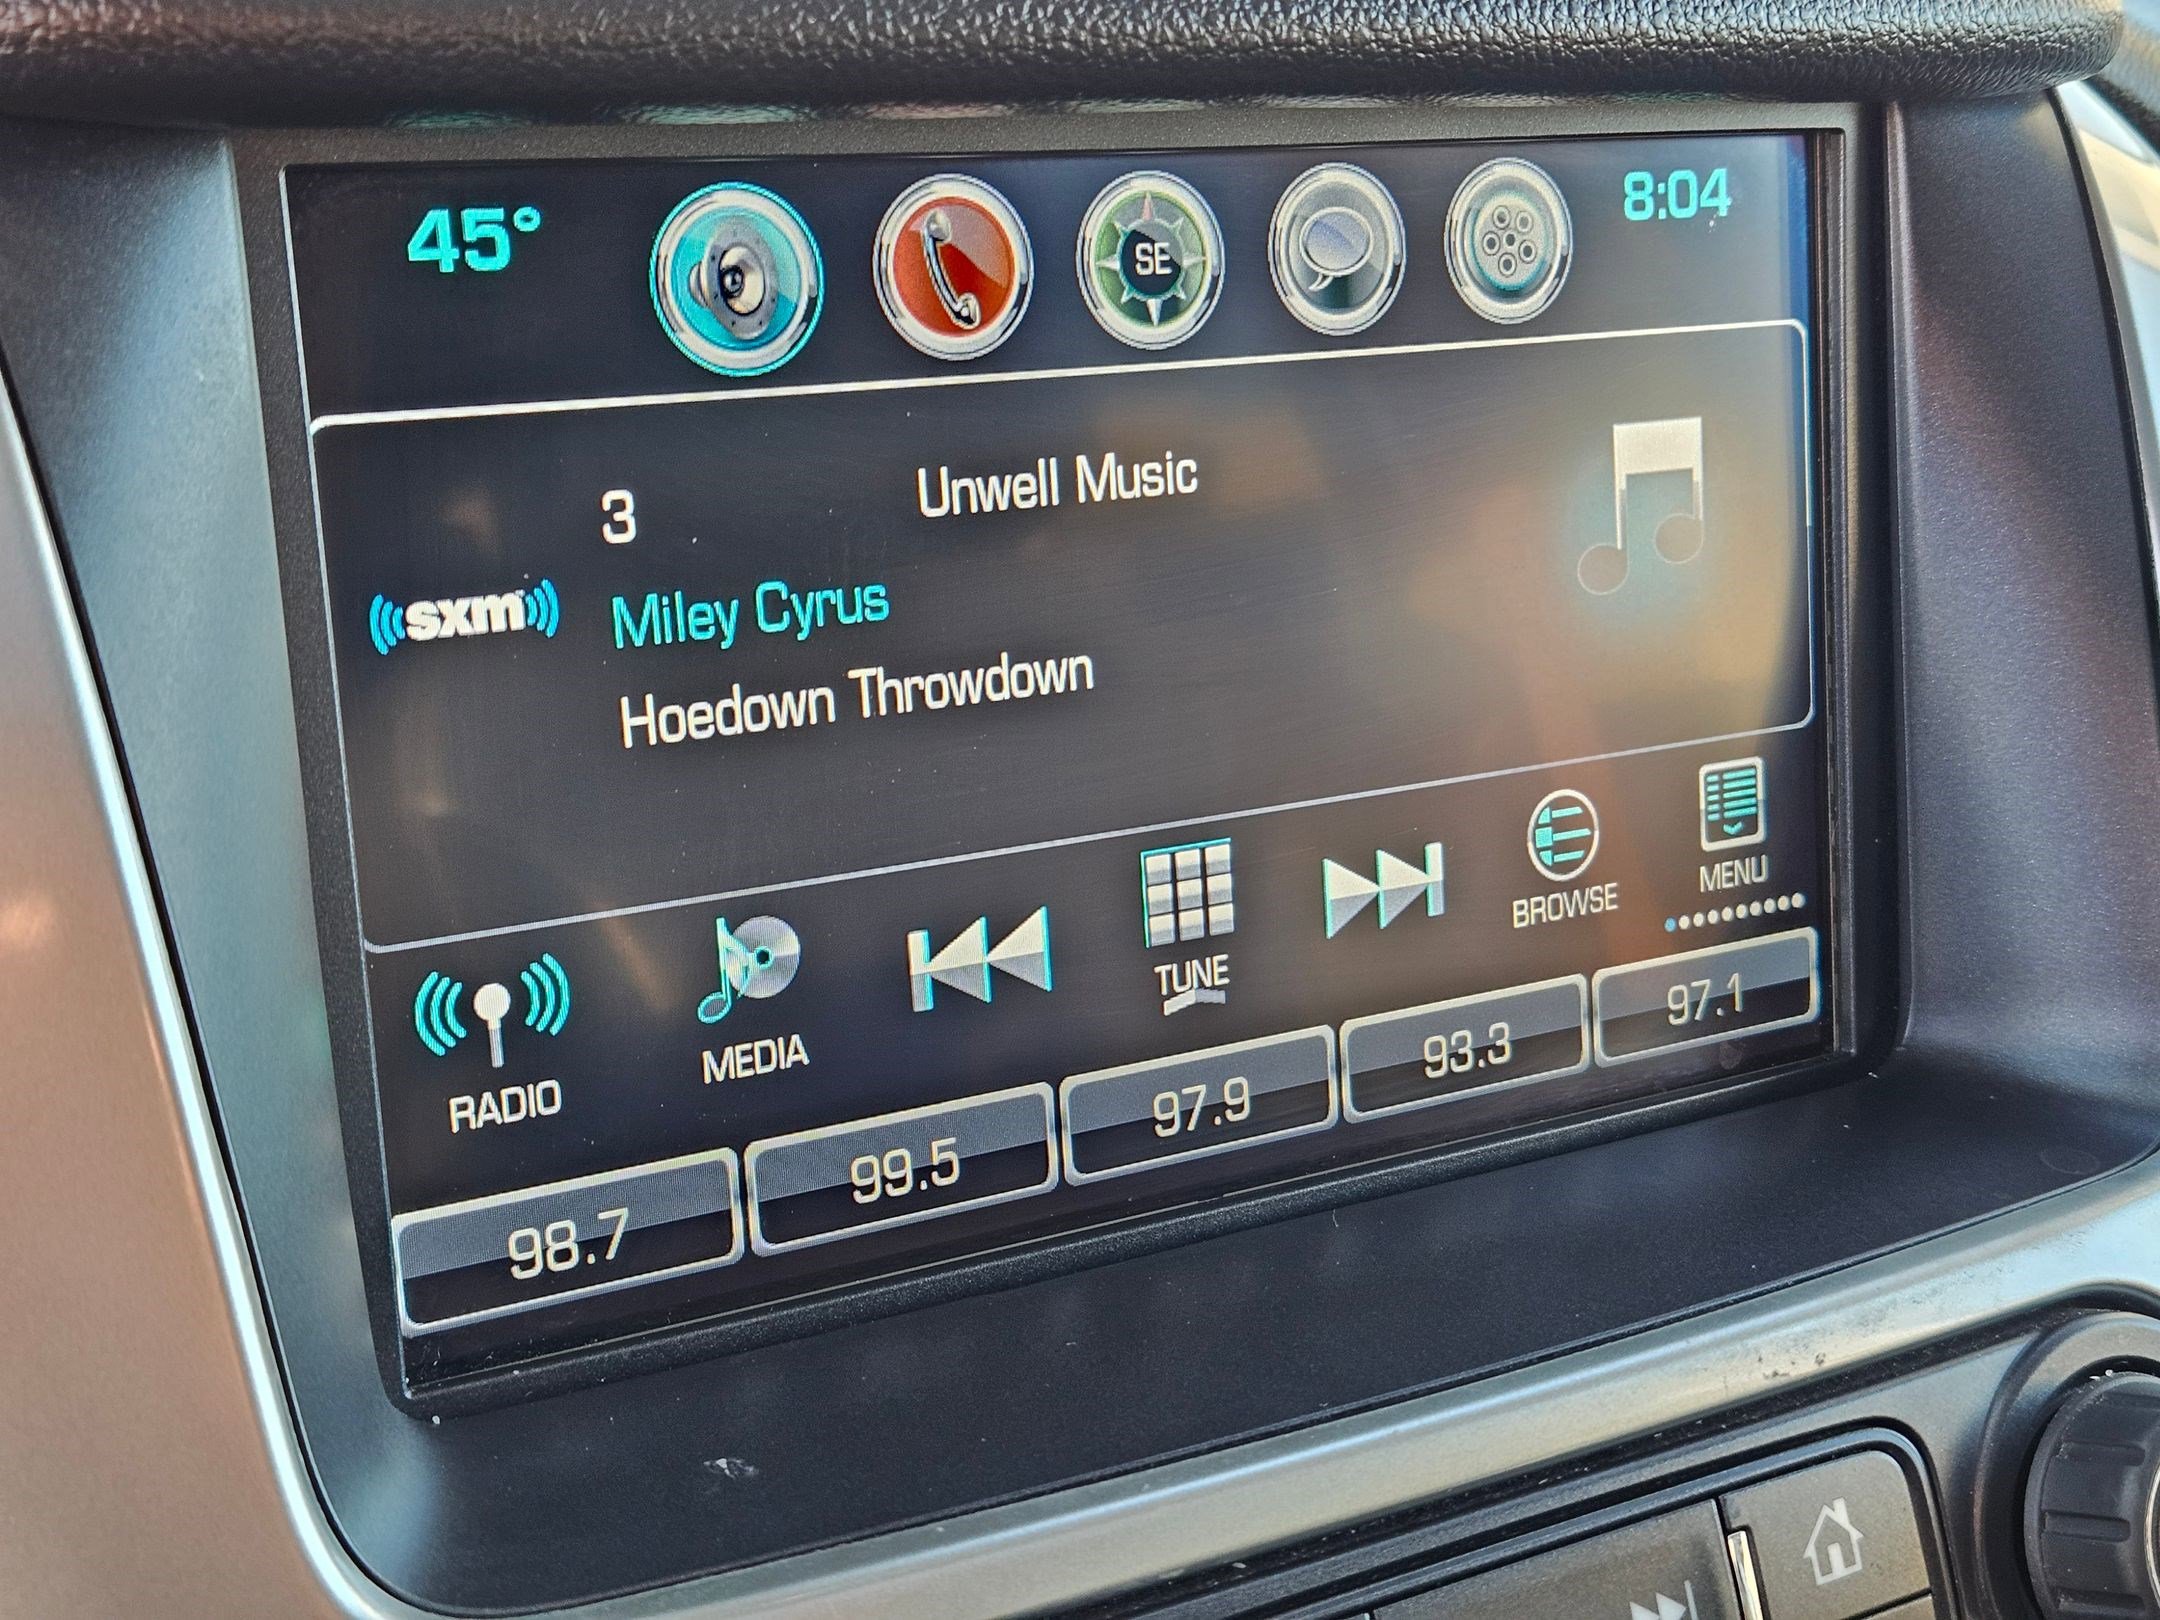 45°
SE
8:04
3 Unwell Music
sxm
Miley Cyrus
Hoedown Throwdown
RADIO
MEDIA
TUNE
BROWSE
MENU
98.7
99.5
97.9
93.3
97.1